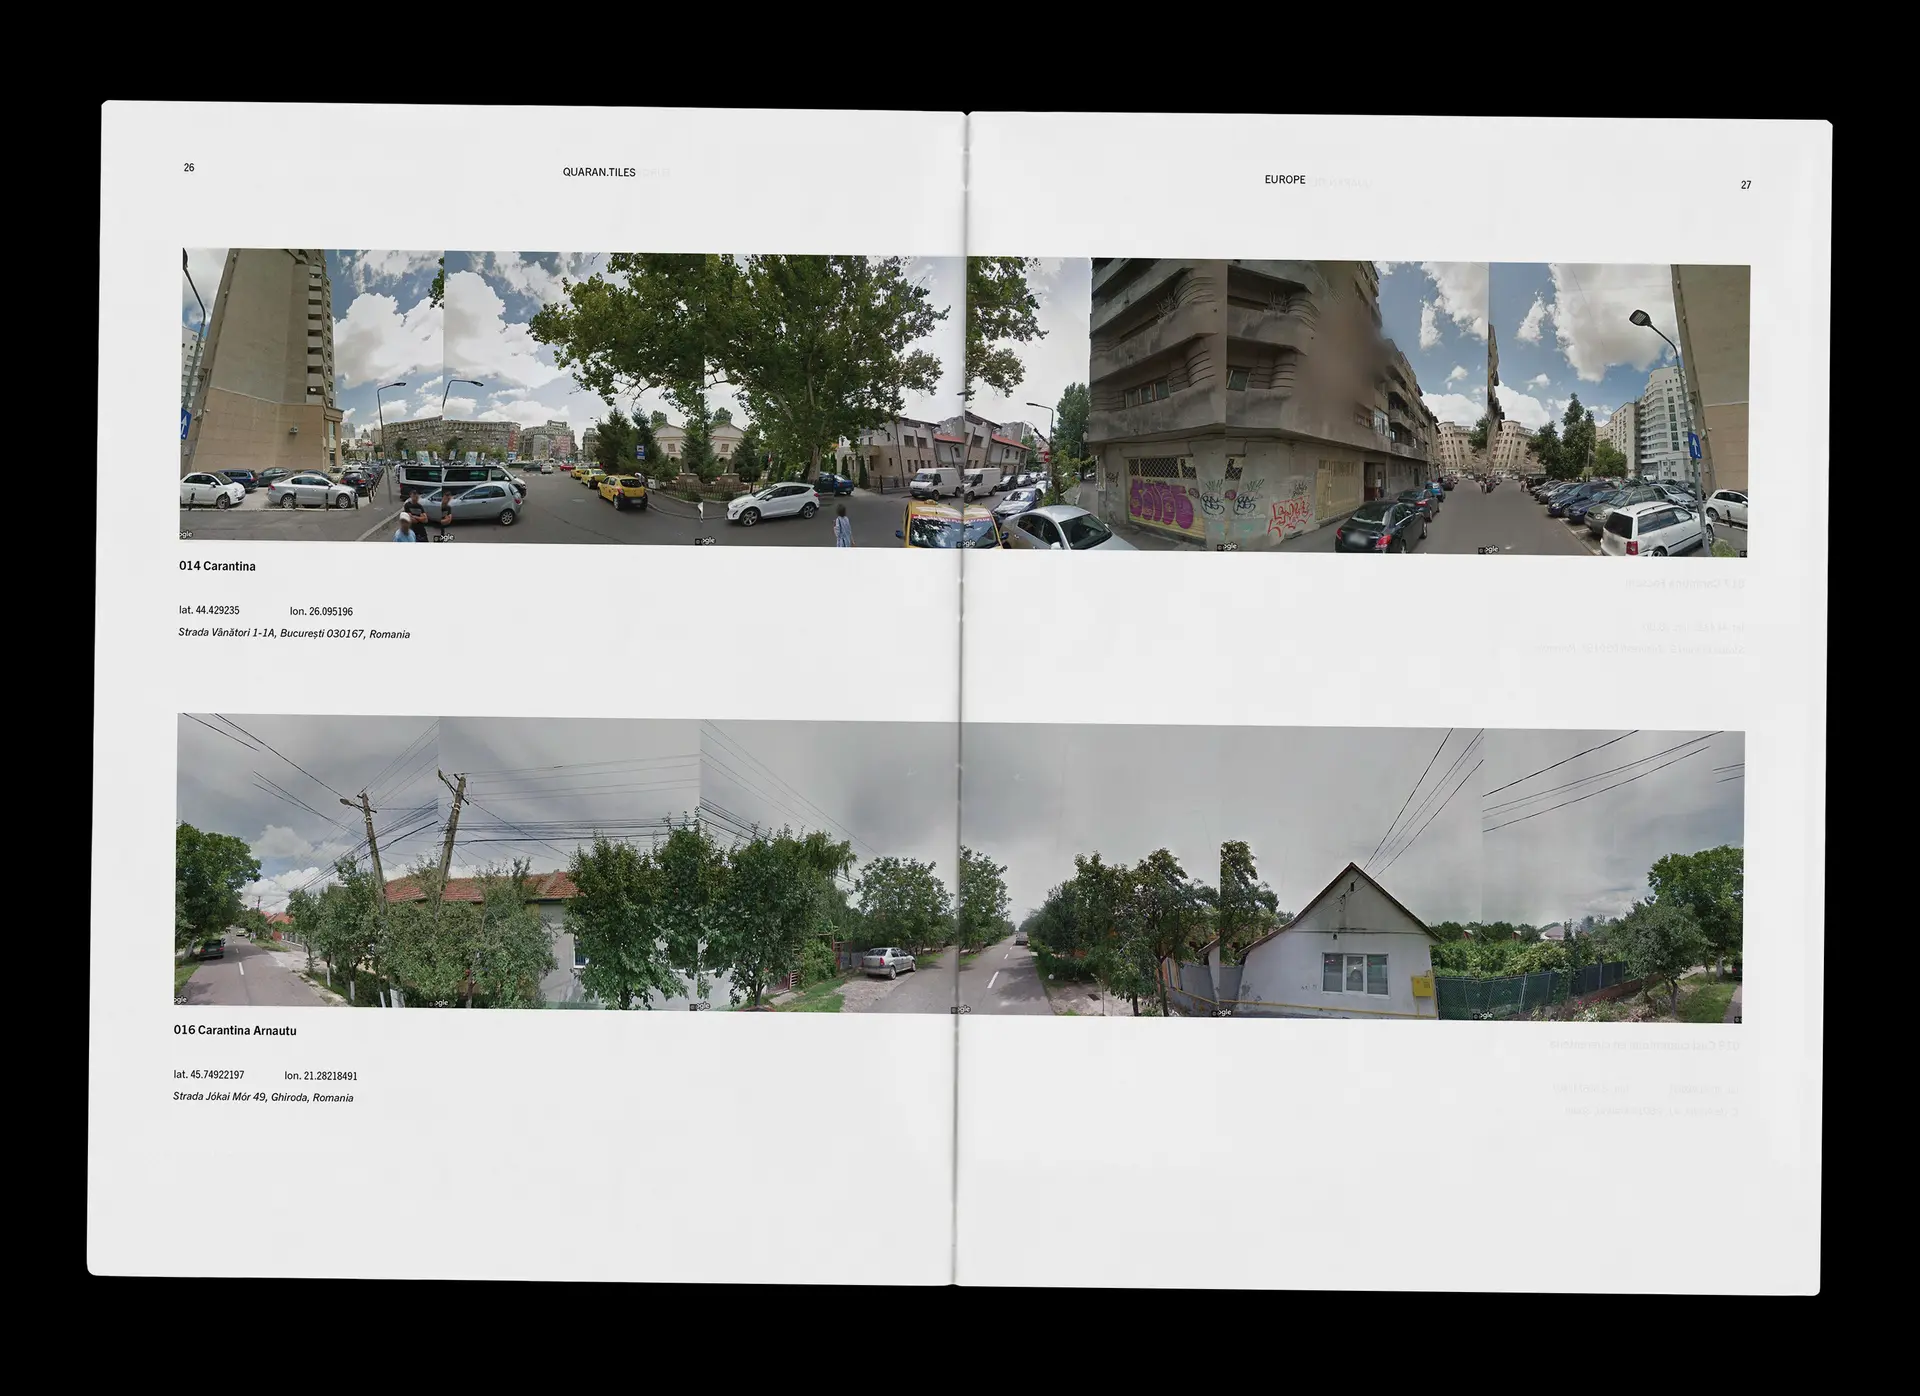 26
QUARAN.TILES
EUROPE
27
014 Carantina
lat. 44.429235 lon. 26.095196
Strada Vânători 1-1A, București 030167, Romania
016 Carantina Arnautu
lat. 45.74922197 lon. 21.28218491
Strada Jókai Mór 49, Ghiroda, Romania